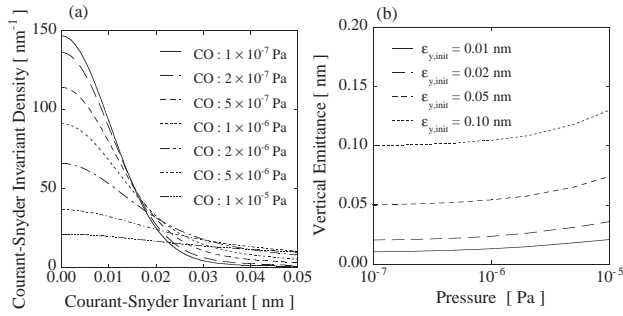 (a)
Courant-Snyder Invariant Density [ nm⁻¹ ]
150
100
50
0
CO : 1 × 10⁻⁷ Pa
CO : 2 × 10⁻⁷ Pa
CO : 5 × 10⁻⁷ Pa
CO : 1 × 10⁻⁶ Pa
CO : 2 × 10⁻⁶ Pa
CO : 5 × 10⁻⁶ Pa
CO : 1 × 10⁻⁵ Pa
0.00 0.01 0.02 0.03 0.04 0.05
Courant-Snyder Invariant [ nm ]
(b)
Vertical Emittance [ nm ]
0.20
0.15
0.10
0.05
0.00
ε y,init = 0.01 nm
ε y,init = 0.02 nm
ε y,init = 0.05 nm
ε y,init = 0.10 nm
10⁻⁷ 10⁻⁶ 10⁻⁵
Pressure [ Pa ]